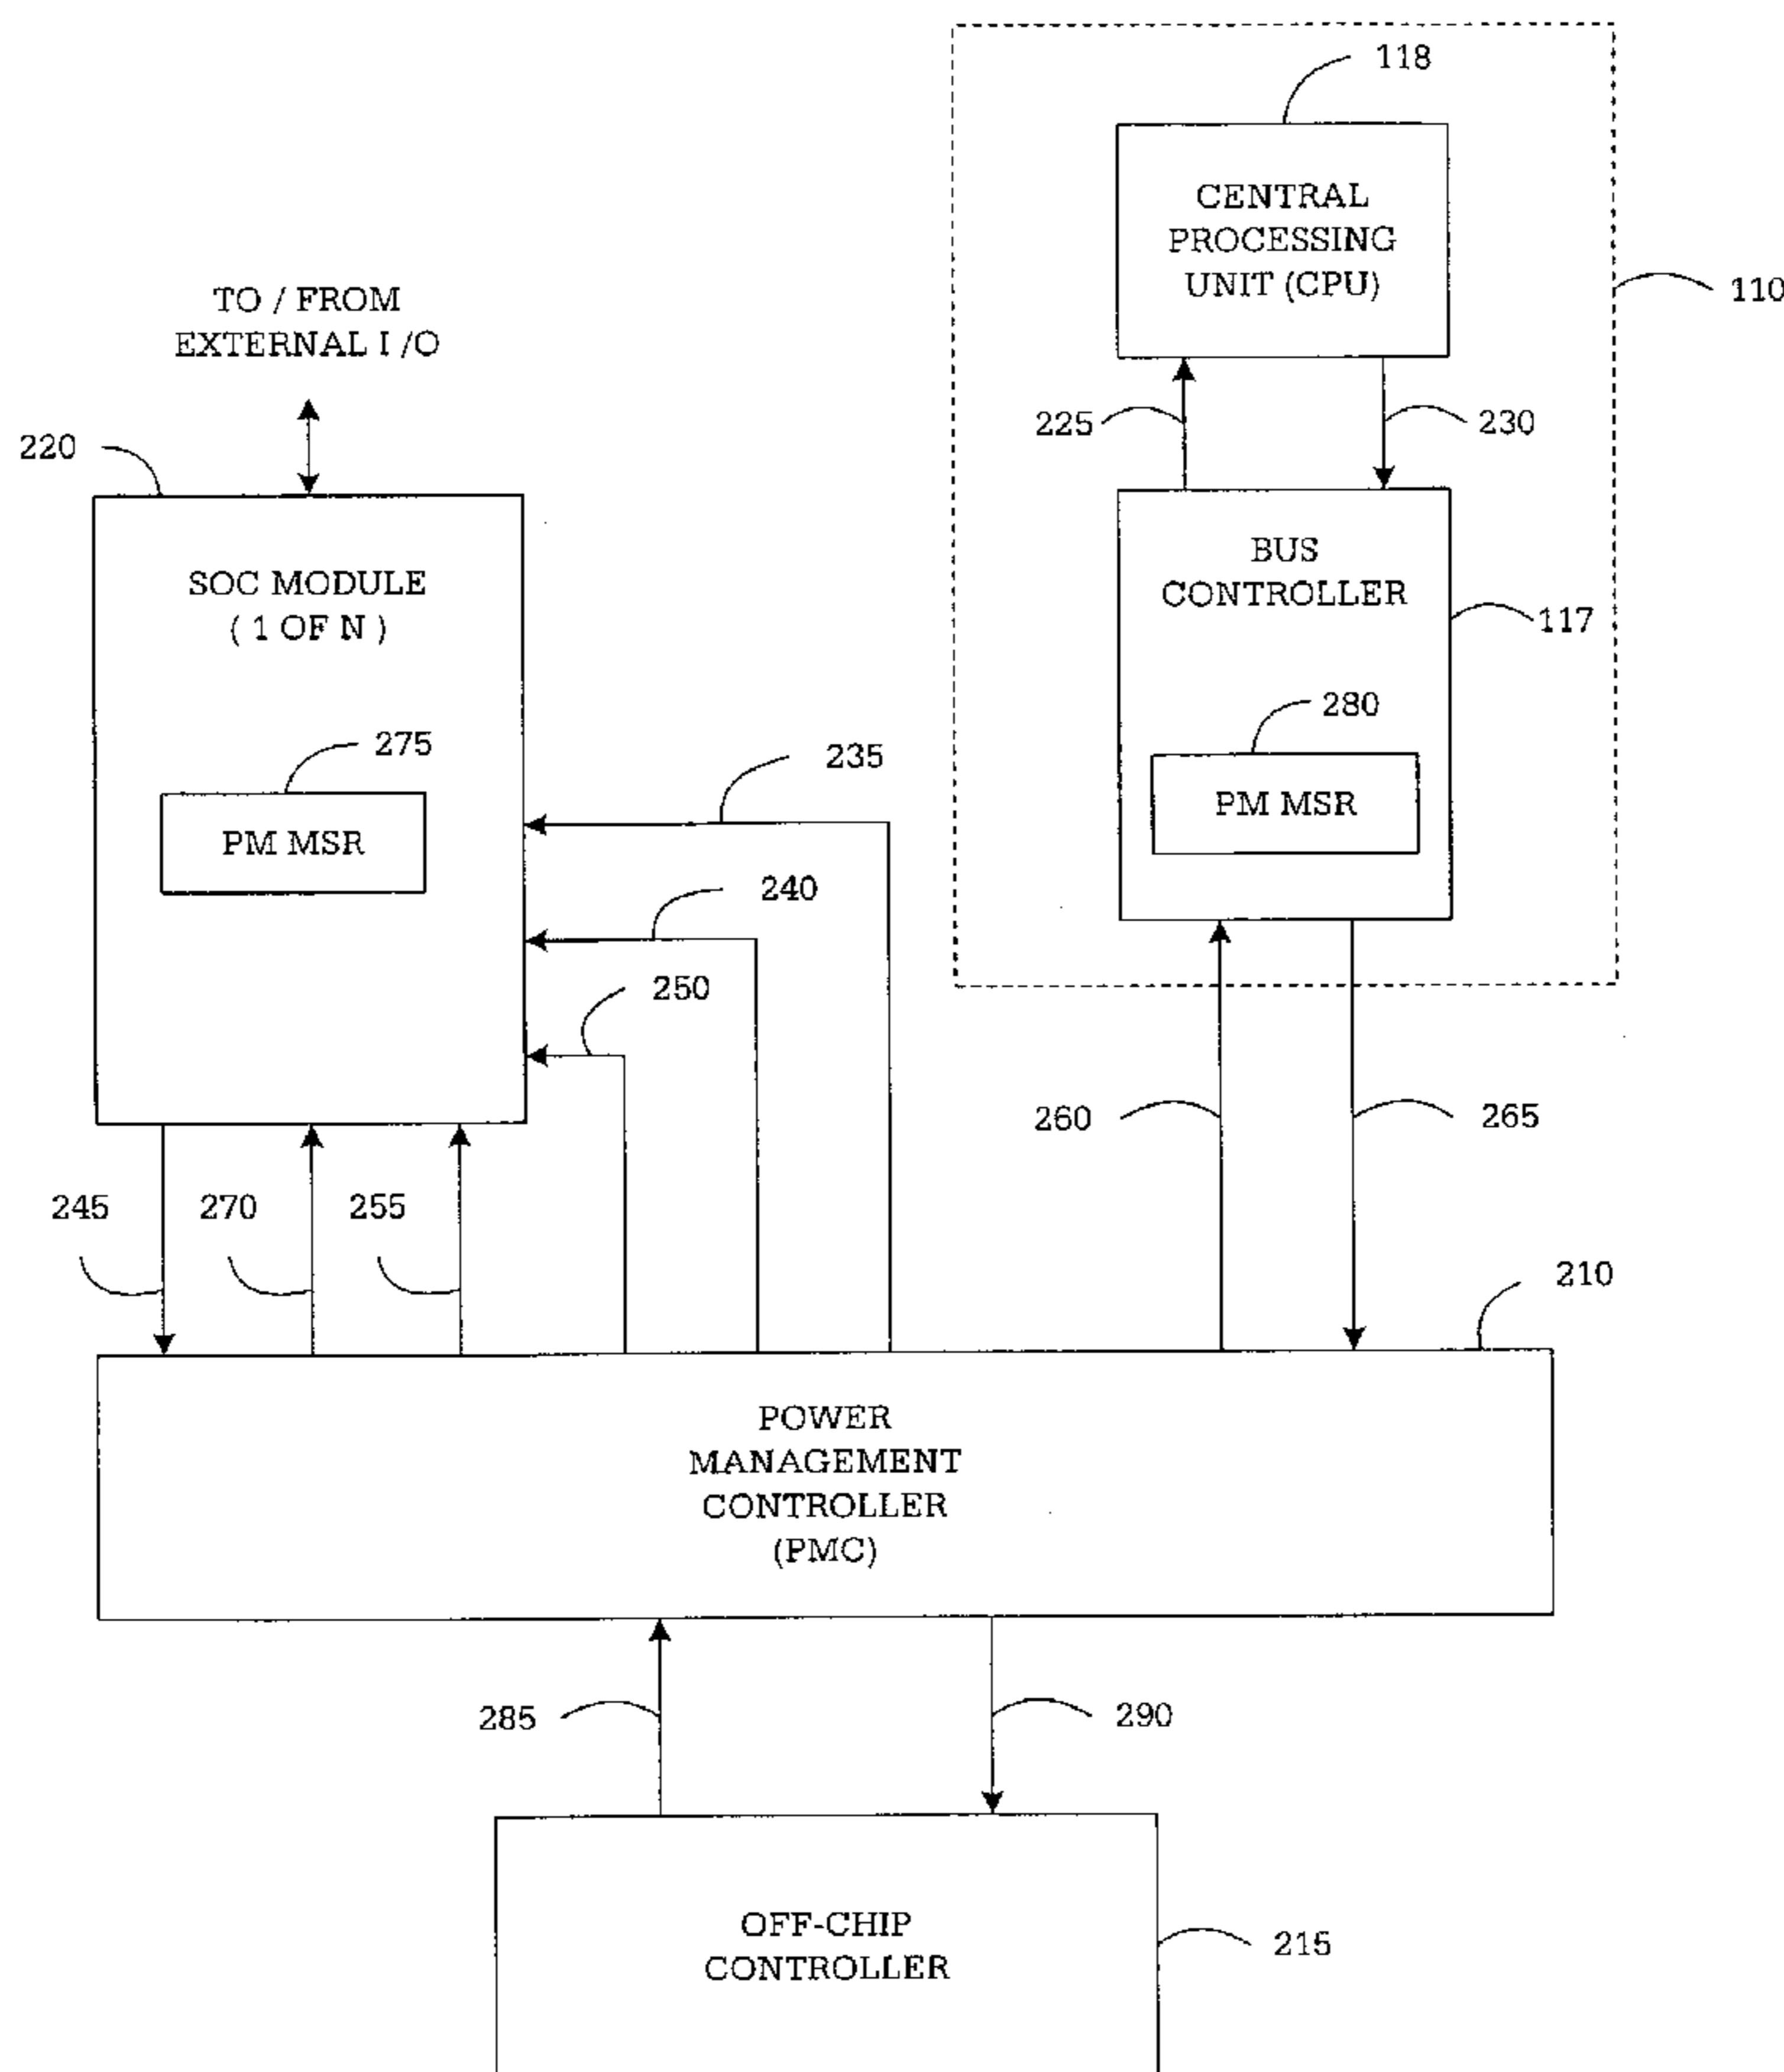 118
CENTRAL
PROCESSING
UNIT (CPU)
110
TO / FROM
EXTERNAL I /O
225
230
220
BUS
CONTROLLER
SOC MODULE
( 1 OF N )
117
280
275
235
PM MSR
PM MSR
240
250
260
265
245
270
255
210
POWER
MANAGEMENT
CONTROLLER
(PMC)
285
290
OFF-CHIP
CONTROLLER
215